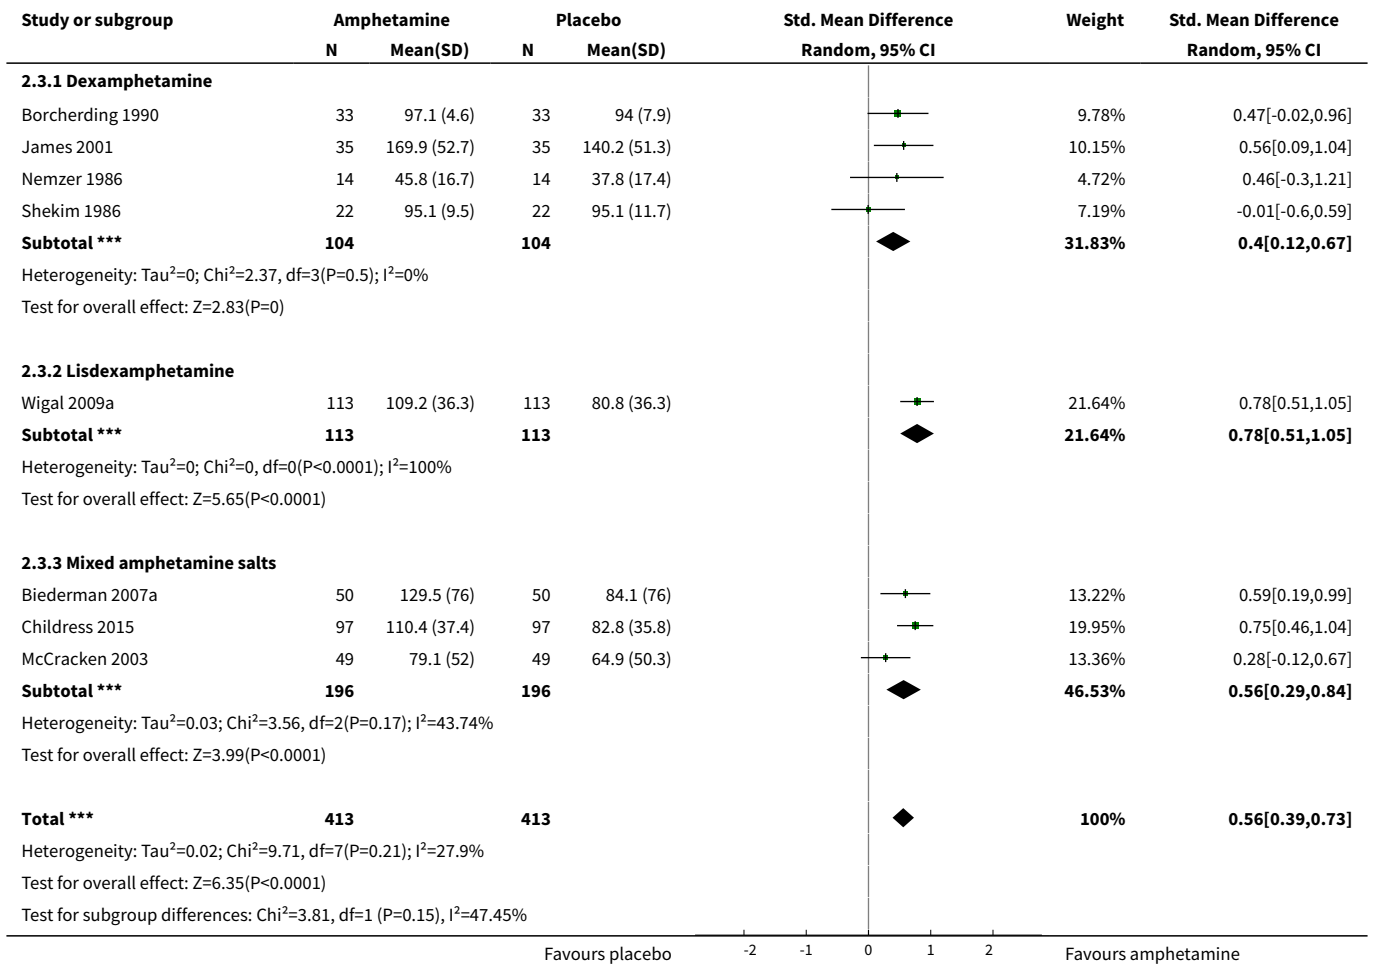 Study or subgroup Amphetamine Placebo Std. Mean Difference Weight Std. Mean Difference
N Mean(SD) N Mean(SD) Random, 95% CI Random, 95% CI
2.3.1 Dexamphetamine
Borcherding 1990 33 97.1 (4.6) 33 94 (7.9) 9.78% 0.47[-0.02,0.96]
James 2001 35 169.9 (52.7) 35 140.2 (51.3) 10.15% 0.56[0.09,1.04]
Nemzer 1986 14 45.8 (16.7) 14 37.8 (17.4) 4.72% 0.46[-0.3,1.21]
Shekim 1986 22 95.1 (9.5) 22 95.1 (11.7) 7.19% -0.01[-0.6,0.59]
Subtotal *** 104 104 31.83% 0.4[0.12,0.67]
Heterogeneity: Tau²=0; Chi²=2.37, df=3(P=0.5); I²=0%
Test for overall effect: Z=2.83(P=0)
2.3.2 Lisdexamphetamine
Wigal 2009a 113 109.2 (36.3) 113 80.8 (36.3) 21.64% 0.78[0.51,1.05]
Subtotal *** 113 113 21.64% 0.78[0.51,1.05]
Heterogeneity: Tau²=0; Chi²=0, df=0(P<0.0001); I²=100%
Test for overall effect: Z=5.65(P<0.0001)
2.3.3 Mixed amphetamine salts
Biederman 2007a 50 129.5 (76) 50 84.1 (76) 13.22% 0.59[0.19,0.99]
Childress 2015 97 110.4 (37.4) 97 82.8 (35.8) 19.95% 0.75[0.46,1.04]
McCracken 2003 49 79.1 (52) 49 64.9 (50.3) 13.36% 0.28[-0.12,0.67]
Subtotal *** 196 196 46.53% 0.56[0.29,0.84]
Heterogeneity: Tau²=0.03; Chi²=3.56, df=2(P=0.17); I²=43.74%
Test for overall effect: Z=3.99(P<0.0001)
Total *** 413 413 100% 0.56[0.39,0.73]
Heterogeneity: Tau²=0.02; Chi²=9.71, df=7(P=0.21); I²=27.9%
Test for overall effect: Z=6.35(P<0.0001)
Test for subgroup differences: Chi²=3.81, df=1 (P=0.15), I²=47.45%
Favours placebo -2 -1 0 1 2 Favours amphetamine